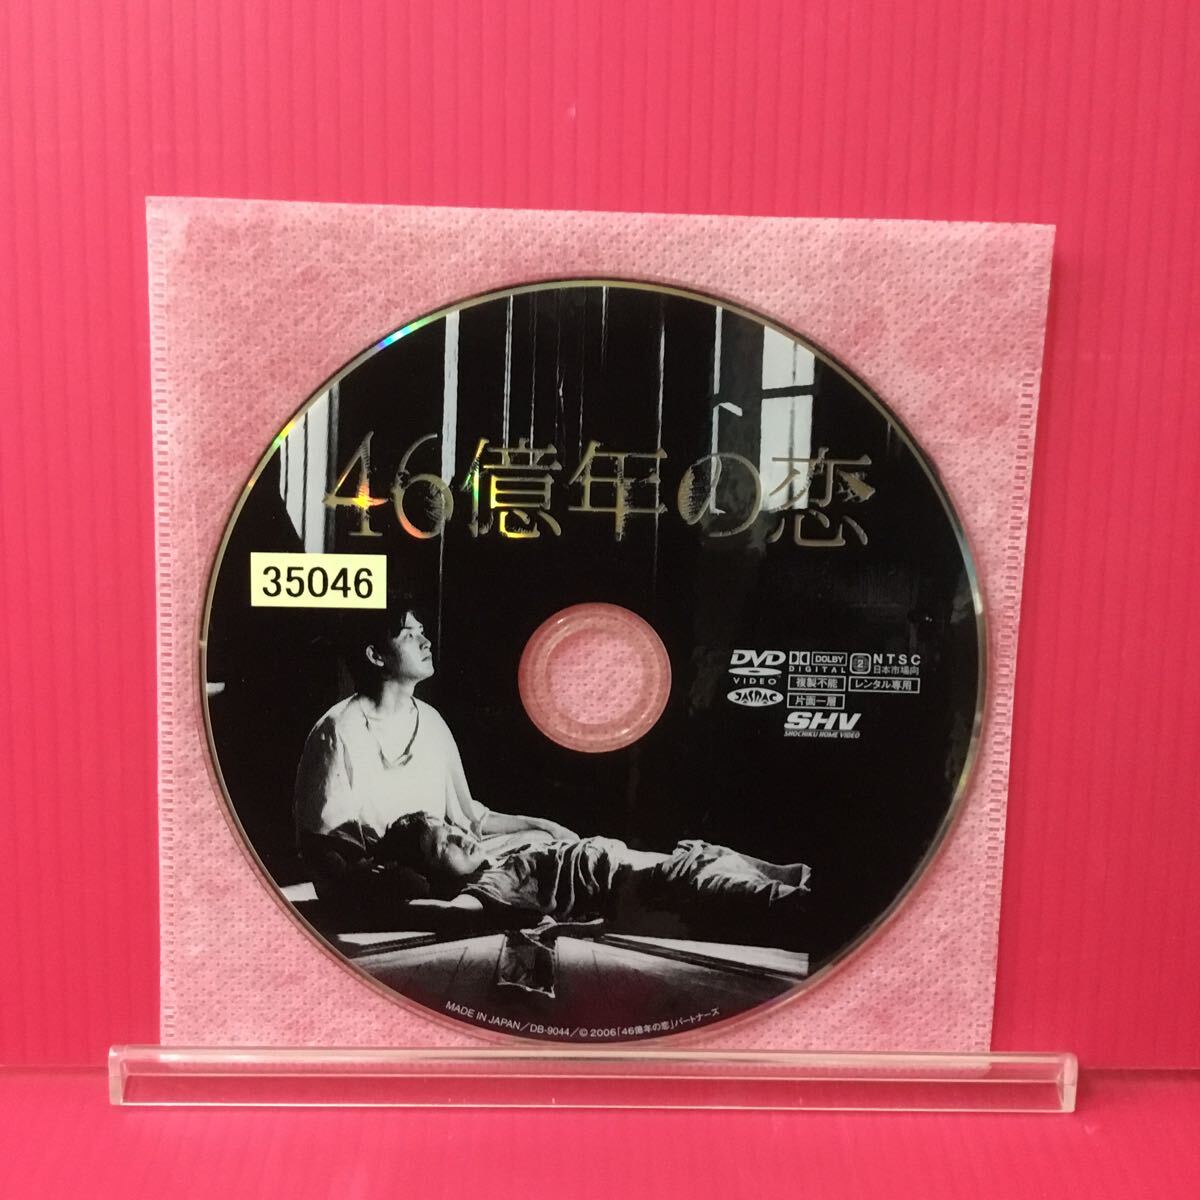 46億年の恋
35046
DVD
VIDEO
DOLBY
DIGITAL
2
NTSC
日本市場向
複製不能
レンタル専用
JASRAC
片面一層
SHV
SHOCHIKU HOME VIDEO
MADE IN JAPAN／DB-9044／© 2006「46億年の恋」パートナーズ